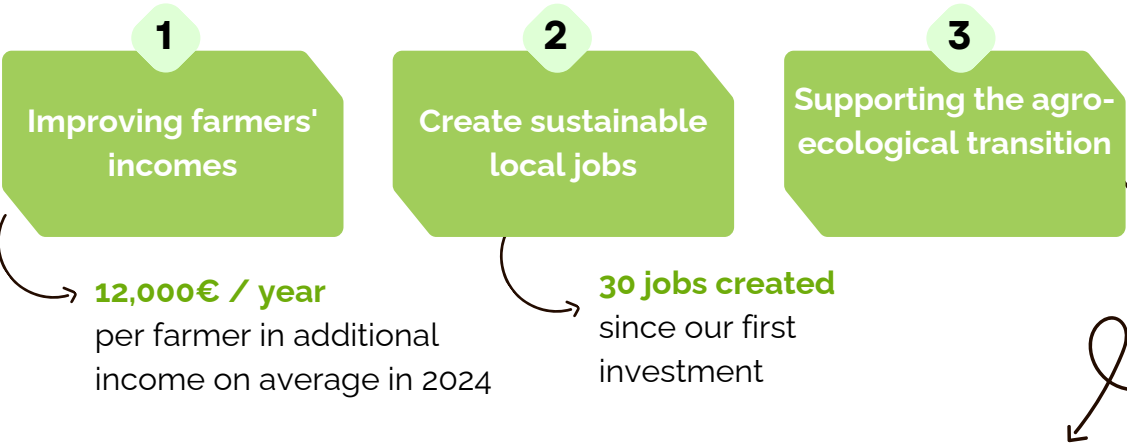 1
Improving farmers'
incomes
12,000€ / year
per farmer in additional
income on average in 2024
2
Create sustainable
local jobs
30 jobs created
since our first
investment
3
Supporting the agro-
ecological transition